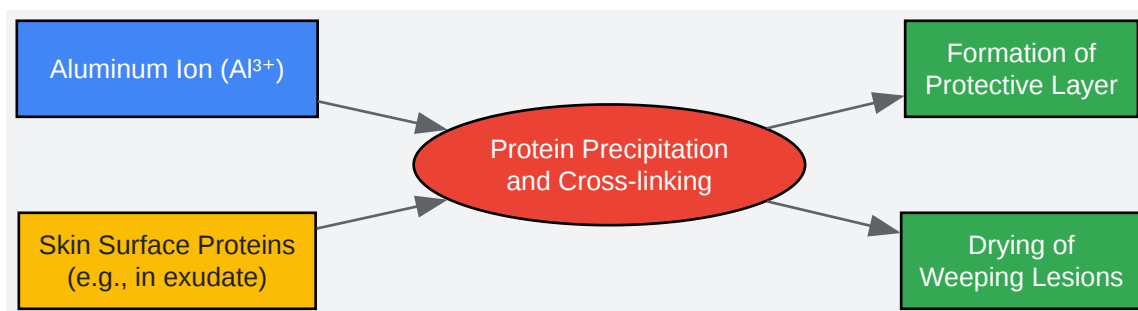 Aluminum Ion (Al³⁺)
Skin Surface Proteins
(e.g., in exudate)
Protein Precipitation
and Cross-linking
Formation of
Protective Layer
Drying of
Weeping Lesions